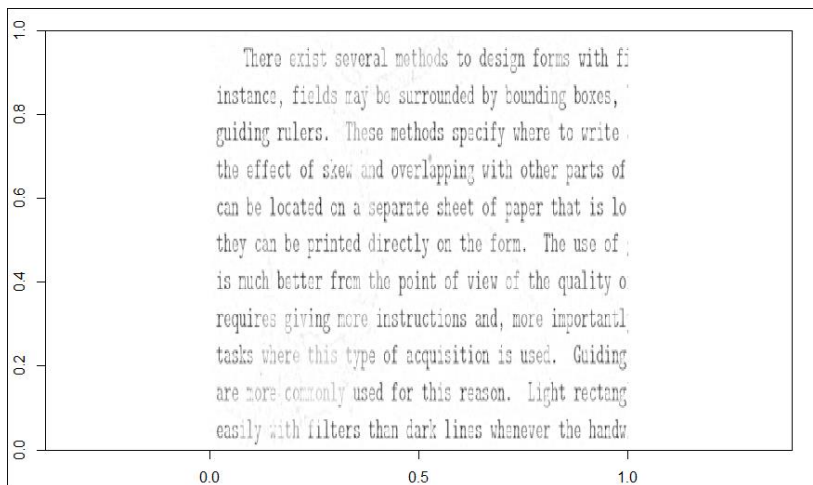 There exist several methods to design forms with fi
instance, fields may be surrounded by bounding boxes,
guiding rulers. These methods specify where to write
the effect of skew and overlapping with other parts of
can be located on a separate sheet of paper that is lo
they can be printed directly on the form. The use of
is much better from the point of view of the quality o
requires giving more instructions and, more importantly
tasks where this type of acquisition is used. Guiding
are more commonly used for this reason. Light rectang
easily with filters than dark lines whenever the handw
0.0
0.2
0.4
0.6
0.8
1.0
0.0 0.5 1.0